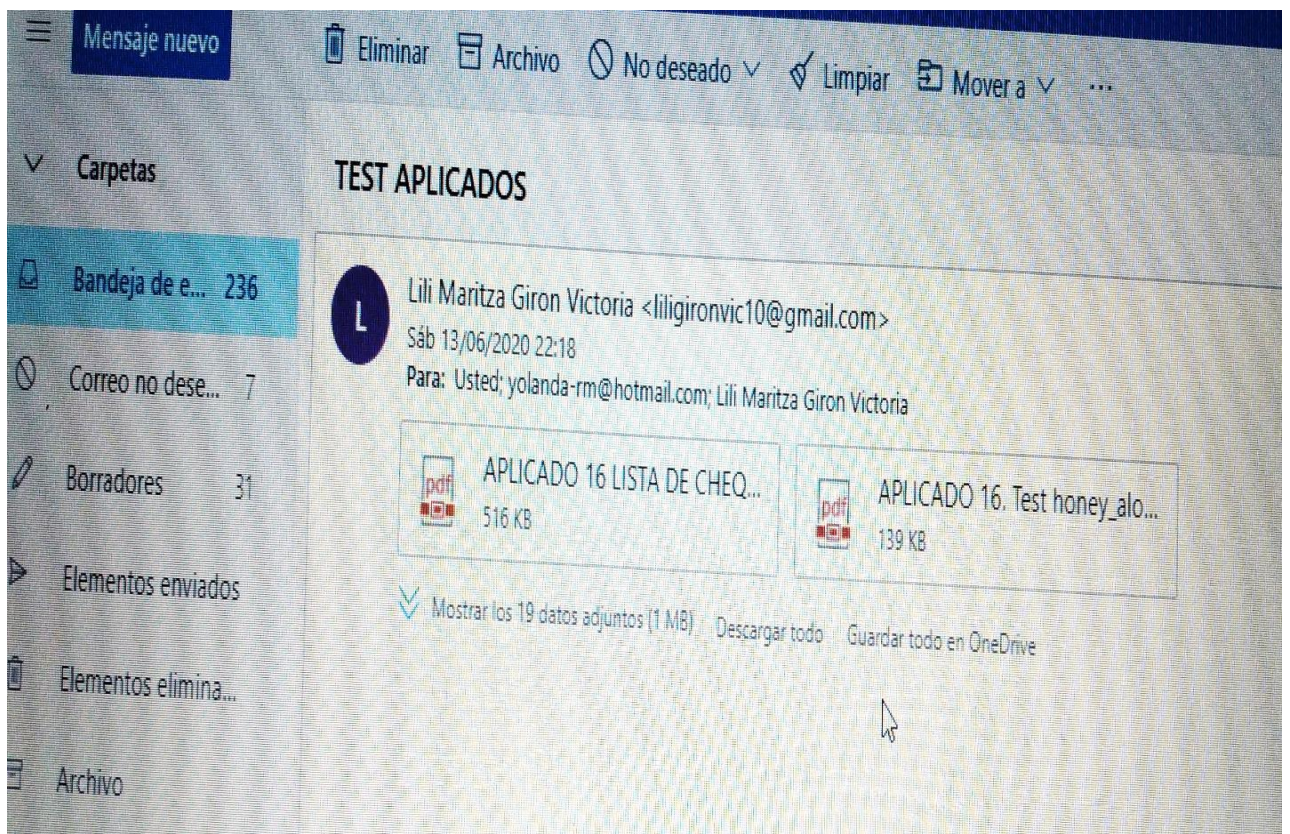 Mensaje nuevo
Eliminar Archivo No deseado Limpiar Mover a ...
Carpetas
Bandeja de e... 236
Correo no dese... 7
Borradores 31
Elementos enviados
Elementos elimina...
Archivo
TEST APLICADOS
L
Lili Maritza Giron Victoria <liligironvic10@gmail.com>
Sáb 13/06/2020 22:18
Para: Usted; yolanda-rm@hotmail.com; Lili Maritza Giron Victoria
pdf
APLICADO 16 LISTA DE CHEQ...
516 KB
pdf
APLICADO 16. Test honey_alo...
139 KB
Mostrar los 19 datos adjuntos (1 MB) Descargar todo Guardar todo en OneDrive